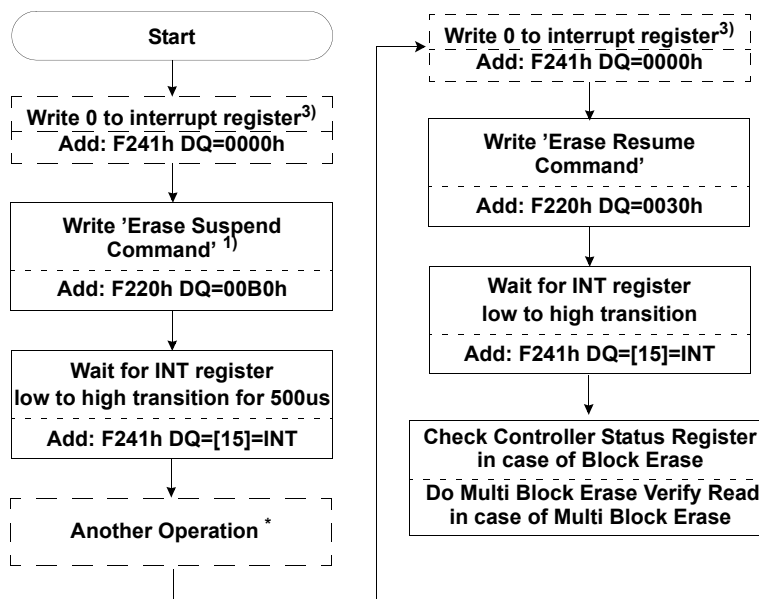 Start
Write 0 to interrupt register3)
Add: F241h DQ=0000h
Write 'Erase Suspend
Command' 1)
Add: F220h DQ=00B0h
Wait for INT register
low to high transition for 500us
Add: F241h DQ=[15]=INT
Another Operation *
Write 0 to interrupt register3)
Add: F241h DQ=0000h
Write 'Erase Resume
Command'
Add: F220h DQ=0030h
Wait for INT register
low to high transition
Add: F241h DQ=[15]=INT
Check Controller Status Register
in case of Block Erase
Do Multi Block Erase Verify Read
in case of Multi Block Erase